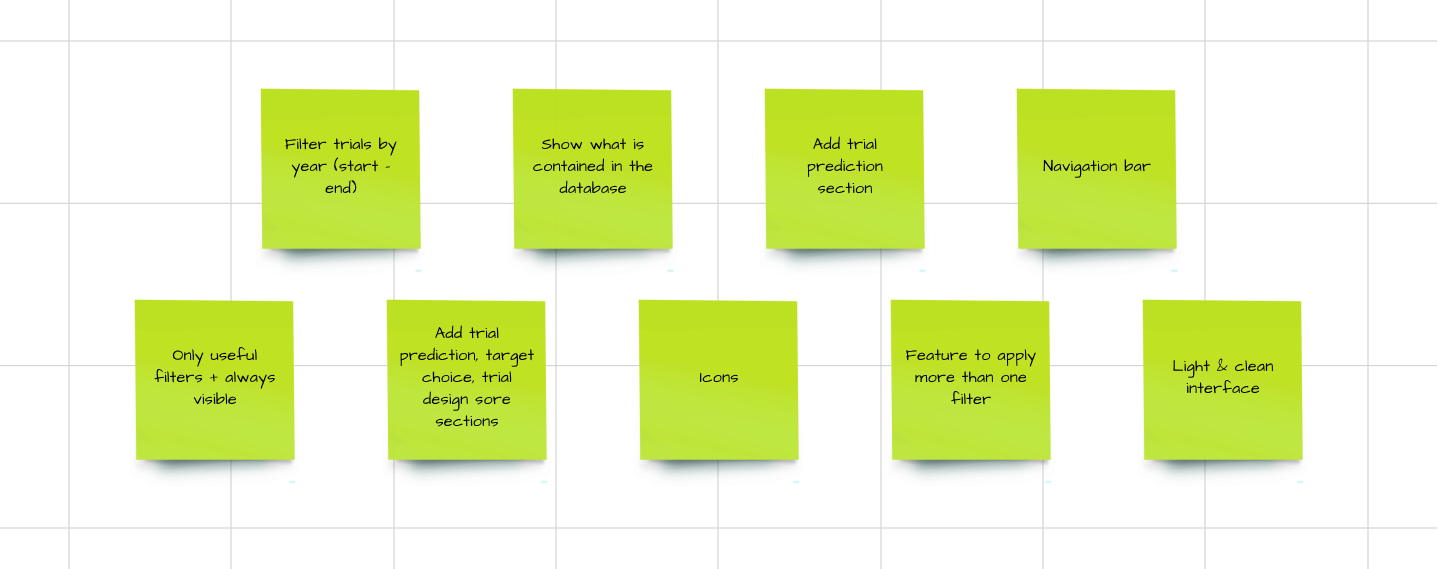 Filter trials by
year (start -
end)
Show what is
contained in the
database
Add trial
prediction
section
Navigation bar
Only useful
filters + always
visible
Add trial
prediction, target
choice, trial
design sore
sections
Icons
Feature to apply
more than one
filter
Light & clean
interface